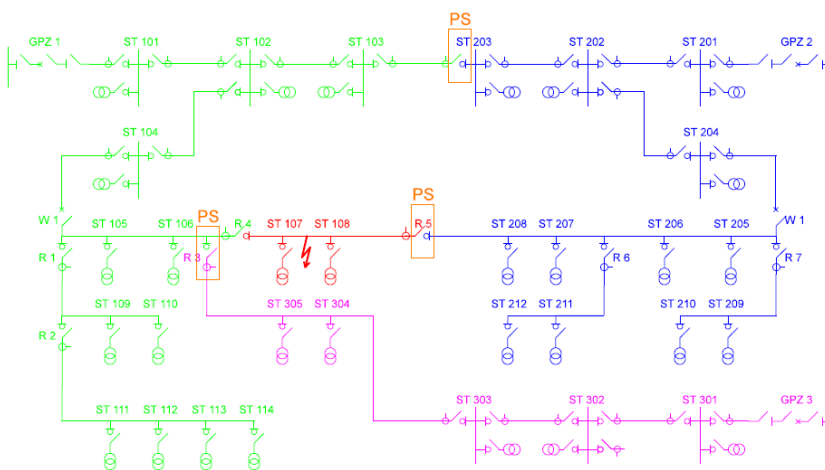 PS
GPZ 1 ST 101 ST 102 ST 103 ST 203 ST 202 ST 201 GPZ 2
ST 104 ST 204
W 1 ST 105 ST 106 PS R 4 ST 107 ST 108 PS R 5 ST 208 ST 207 ST 206 ST 205 W 1
R 1 R 3 R 6 R 7
ST 109 ST 110 ST 305 ST 304 ST 212 ST 211 ST 210 ST 209
R 2
ST 111 ST 112 ST 113 ST 114 ST 303 ST 302 ST 301 GPZ 3